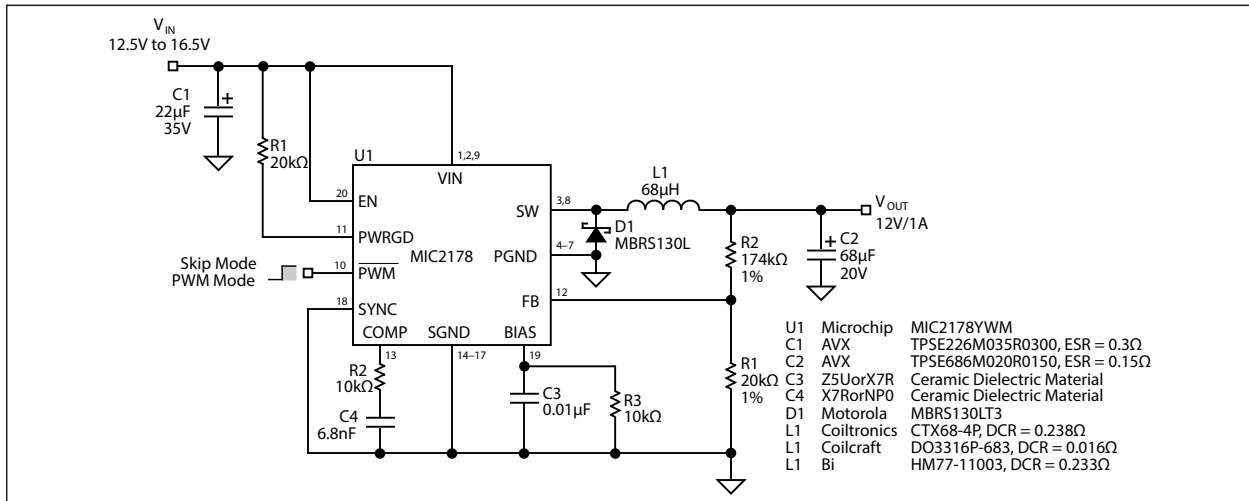 VIN
12.5V to 16.5V
C1
22µF
35V
+
R1
20kΩ
U1
1,2,9
VIN
20
EN
11
PWRGD
MIC2178
Skip Mode
PWM Mode
10
PWM
18
SYNC
COMP
SGND
BIAS
13
14–17
19
SW
3,8
PGND
4–7
FB
12
L1
68µH
D1
MBRS130L
VOUT
12V/1A
R2
174kΩ
1%
+
C2
68µF
20V
R2
10kΩ
C4
6.8nF
C3
0.01µF
R3
10kΩ
R1
20kΩ
1%
U1 Microchip MIC2178YWM
C1 AVX TPSE226M035R0300, ESR = 0.3Ω
C2 AVX TPSE686M020R0150, ESR = 0.15Ω
C3 Z5UorX7R Ceramic Dielectric Material
C4 X7RorNP0 Ceramic Dielectric Material
D1 Motorola MBRS130LT3
L1 Coiltronics CTX68-4P, DCR = 0.238Ω
L1 Coilcraft DO3316P-683, DCR = 0.016Ω
L1 Bi HM77-11003, DCR = 0.233Ω